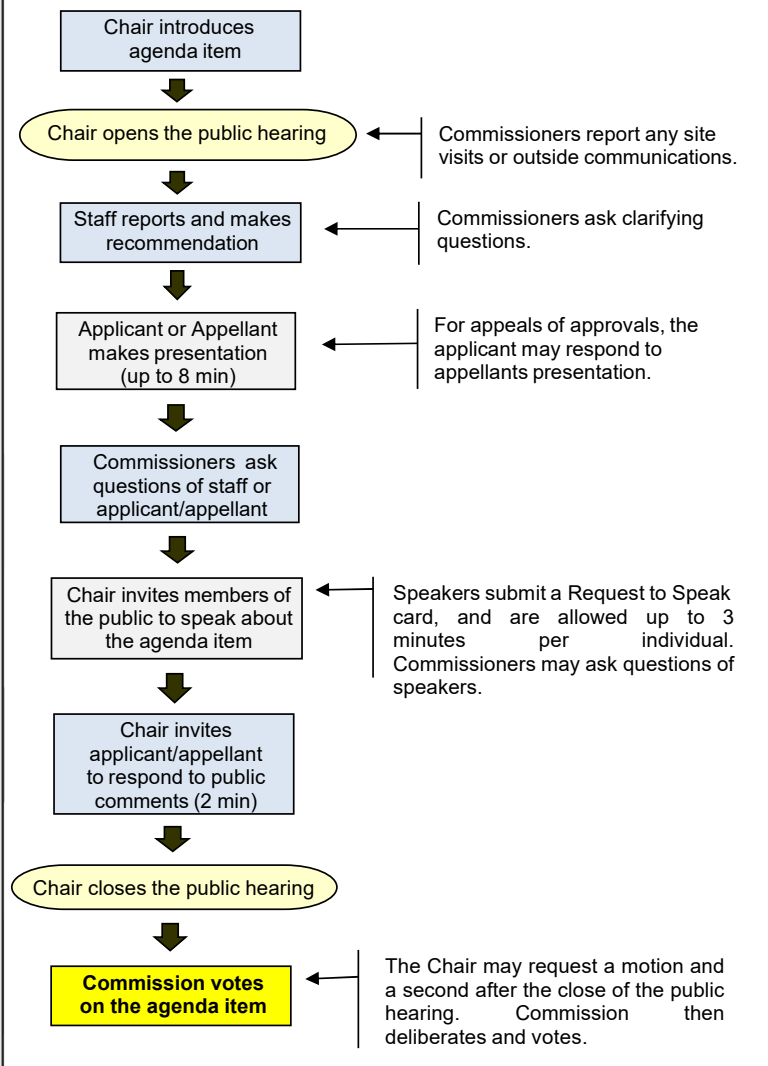 Chair introduces
agenda item
Chair opens the public hearing
Commissioners report any site
visits or outside communications.
Staff reports and makes
recommendation
Commissioners ask clarifying
questions.
Applicant or Appellant
makes presentation
(up to 8 min)
For appeals of approvals, the
applicant may respond to
appellants presentation.
Commissioners ask
questions of staff or
applicant/appellant
Chair invites members of
the public to speak about
the agenda item
Speakers submit a Request to Speak
card, and are allowed up to 3
minutes per individual.
Commissioners may ask questions of
speakers.
Chair invites
applicant/appellant
to respond to public
comments (2 min)
Chair closes the public hearing
Commission votes
on the agenda item
The Chair may request a motion and
a second after the close of the public
hearing. Commission then
deliberates and votes.